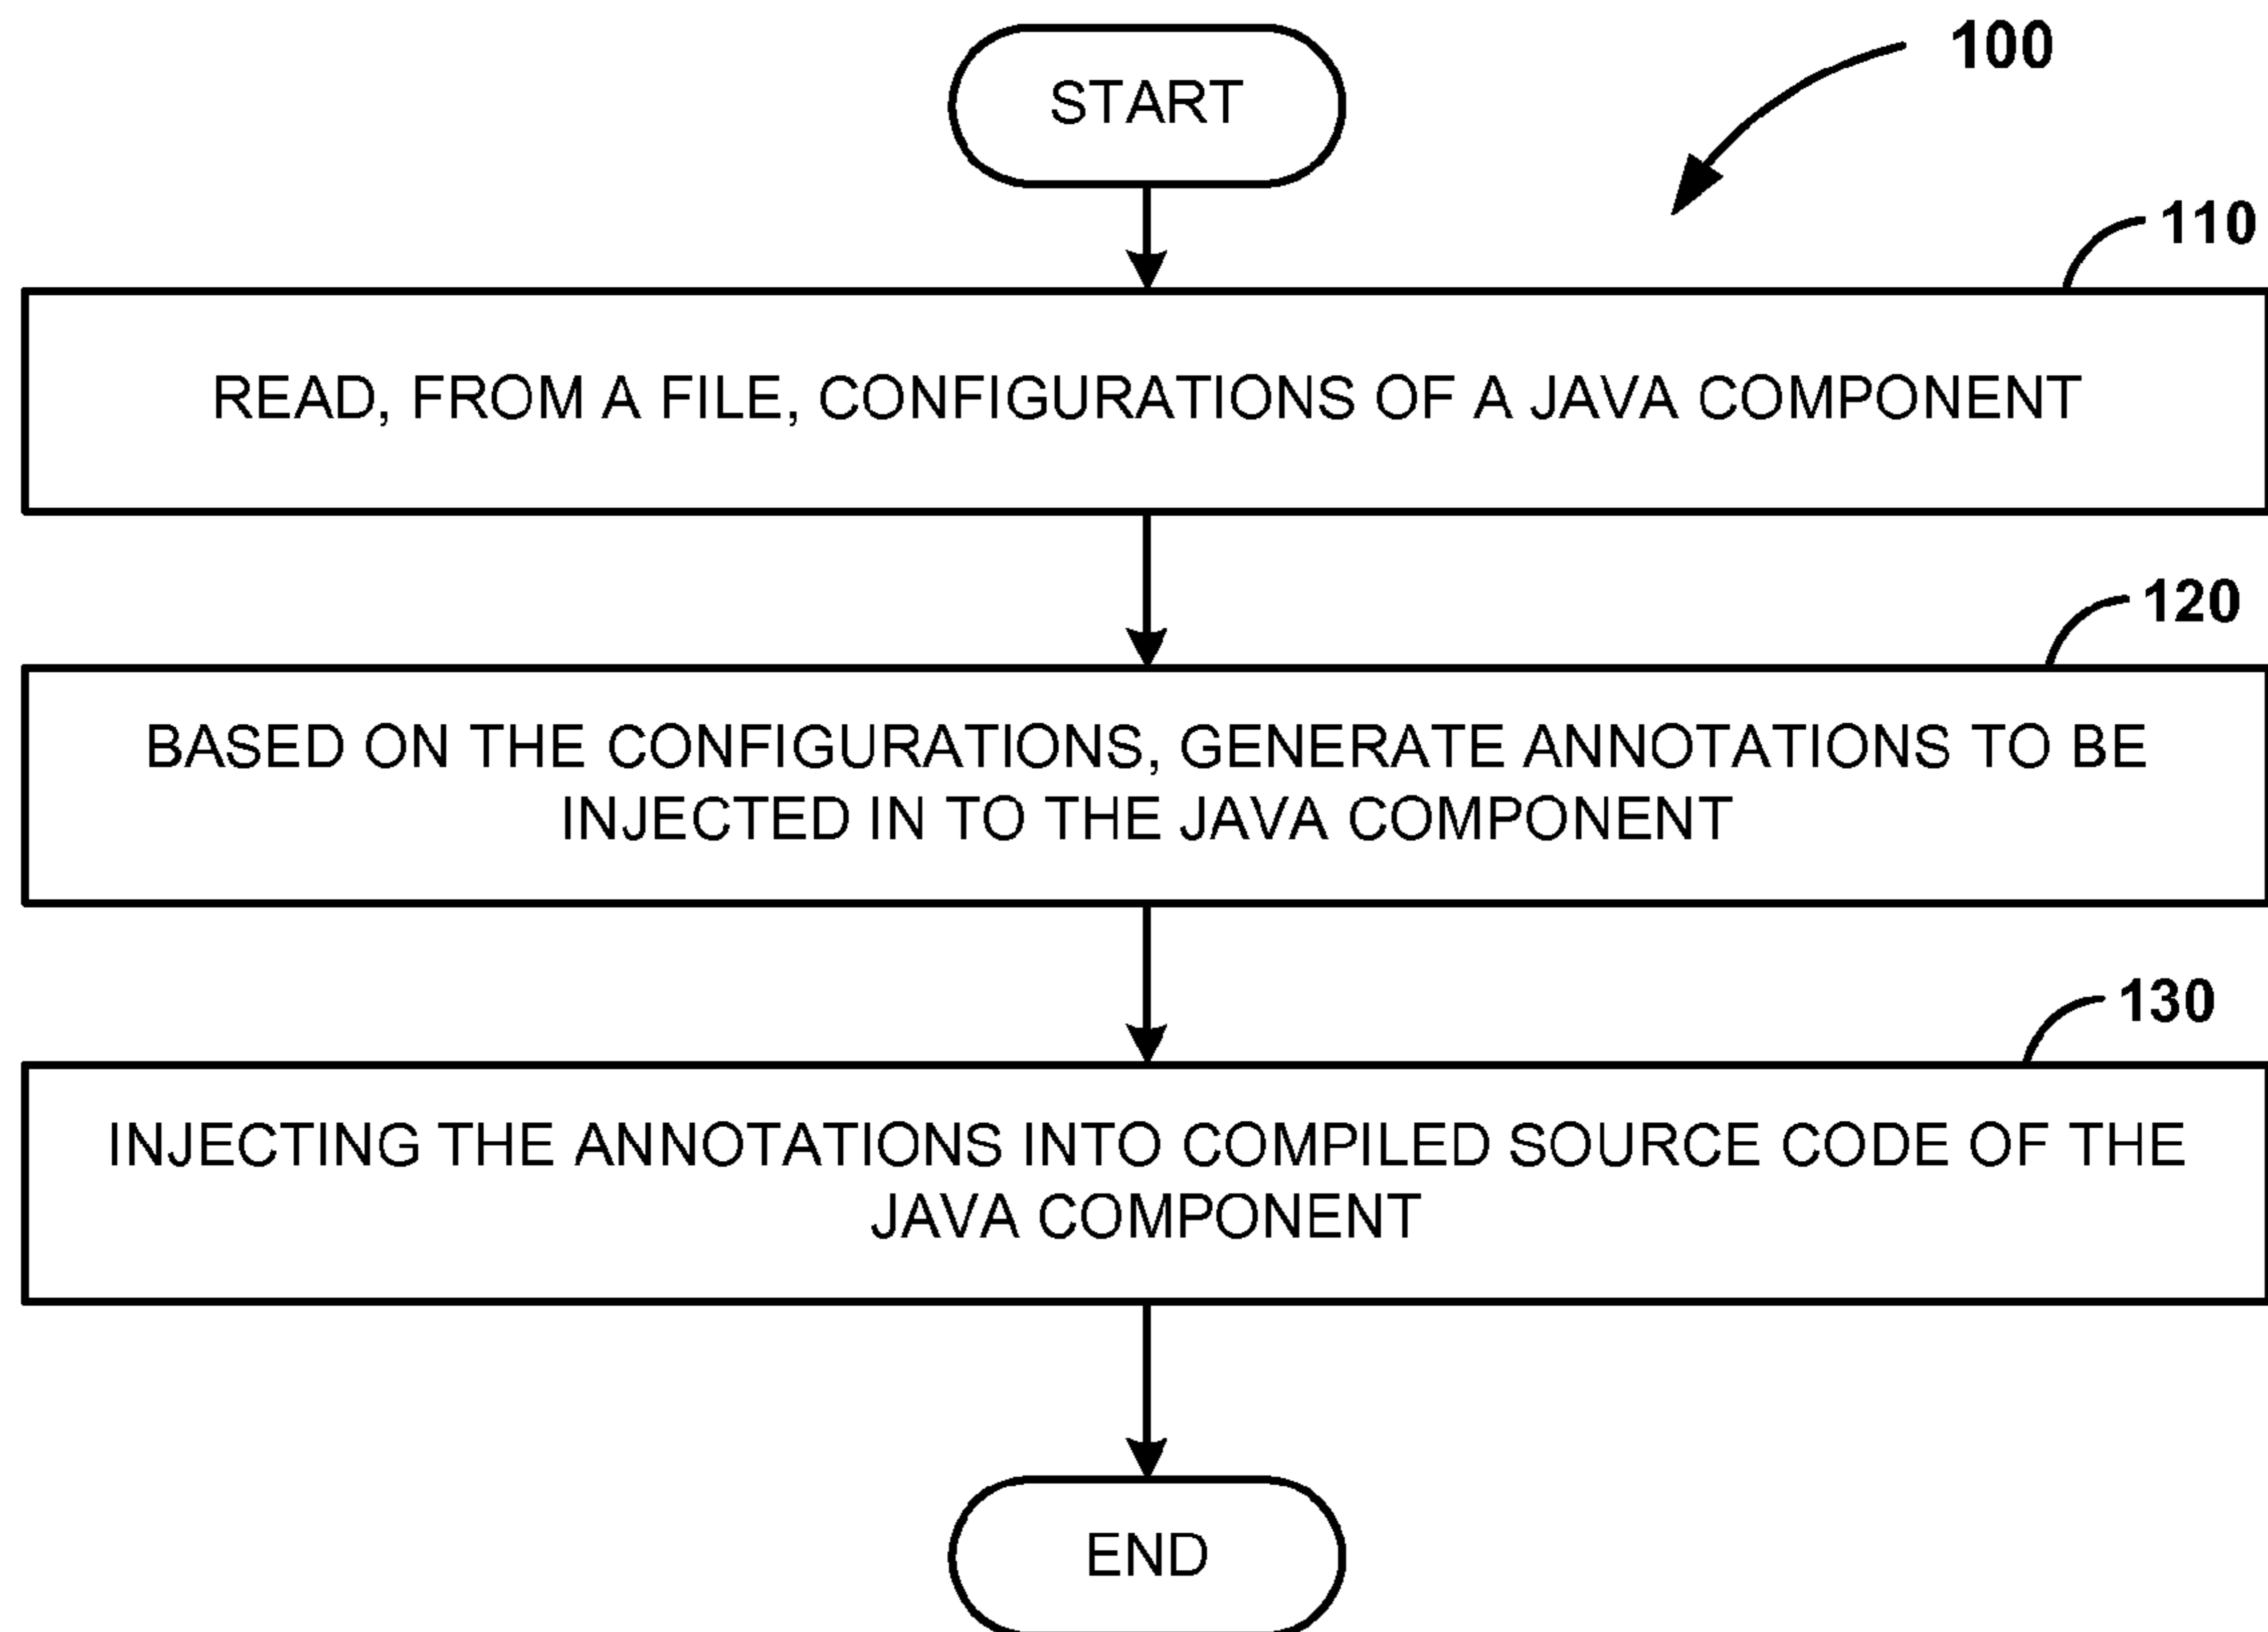 START
100
110
READ, FROM A FILE, CONFIGURATIONS OF A JAVA COMPONENT
120
BASED ON THE CONFIGURATIONS, GENERATE ANNOTATIONS TO BE
INJECTED IN TO THE JAVA COMPONENT
130
INJECTING THE ANNOTATIONS INTO COMPILED SOURCE CODE OF THE
JAVA COMPONENT
END